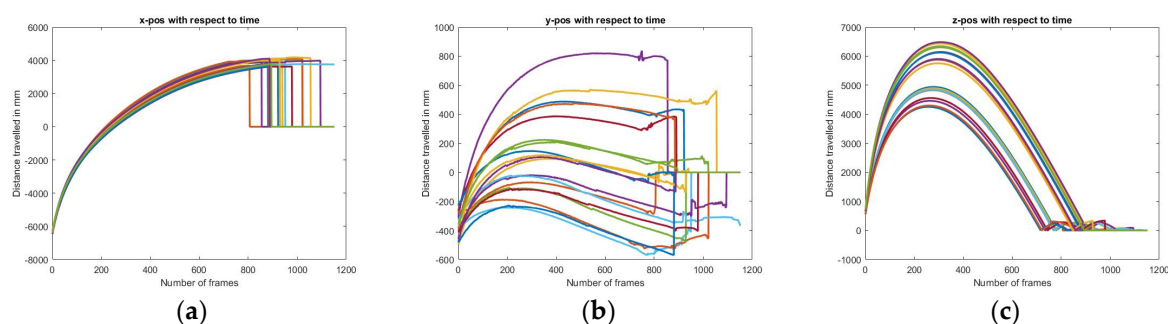 x-pos with respect to time
6000
4000
2000
0
-2000
-4000
-6000
-8000
Distance travelled in mm
0 200 400 600 800 1000 1200
Number of frames
(a)
y-pos with respect to time
1000
800
600
400
200
0
-200
-400
-600
Distance travelled in mm
0 200 400 600 800 1000 1200
Number of frames
(b)
z-pos with respect to time
7000
6000
5000
4000
3000
2000
1000
0
-1000
Distance travelled in mm
0 200 400 600 800 1000 1200
Number of frames
(c)